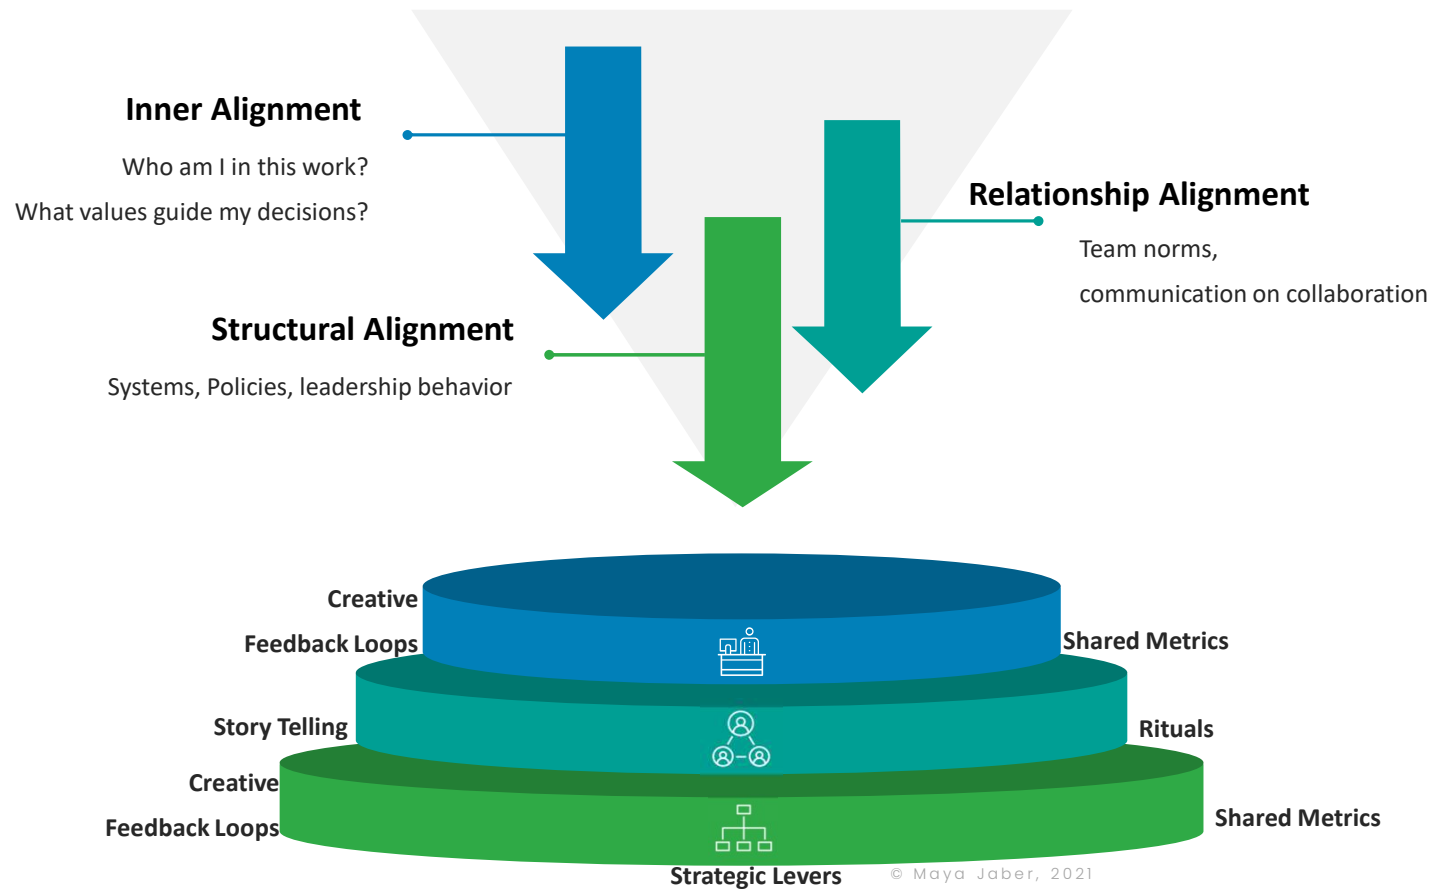 Inner Alignment
Who am I in this work?
What values guide my decisions?
Relationship Alignment
Team norms,
communication on collaboration
Structural Alignment
Systems, Policies, leadership behavior
Creative
Feedback Loops
Shared Metrics
Story Telling
Rituals
Creative
Feedback Loops
Shared Metrics
Strategic Levers
© Maya Jaber, 2021